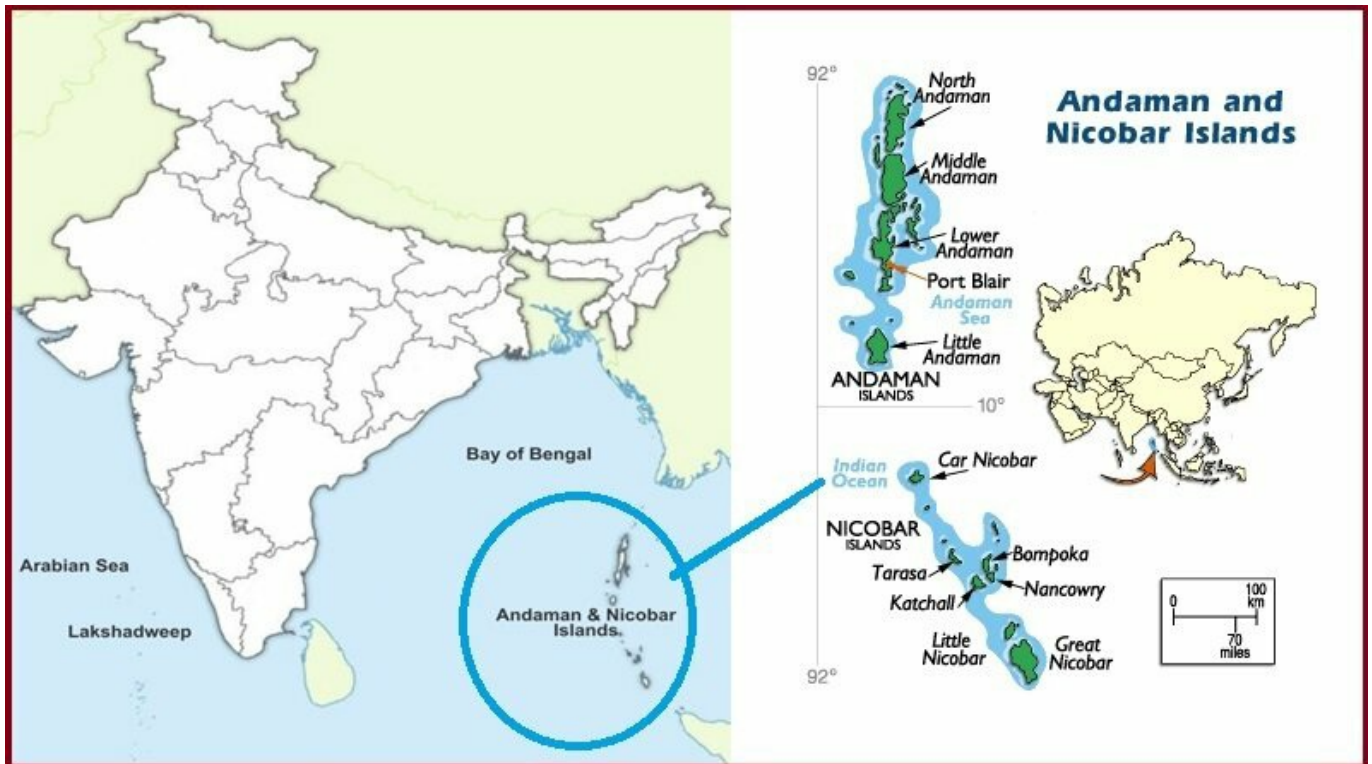 Bay of Bengal
Arabian Sea
Lakshadweep
Andaman & Nicobar
Islands
Andaman and
Nicobar Islands
92°
North
Andaman
Middle
Andaman
Lower
Andaman
Port Blair
Andaman
Sea
Little
Andaman
ANDAMAN
ISLANDS
10°
Indian
Ocean
Car Nicobar
NICOBAR
ISLANDS
Bompoka
Tarasa
Nancowry
Katchall
Little
Nicobar
Great
Nicobar
92°
0
100
km
70
miles